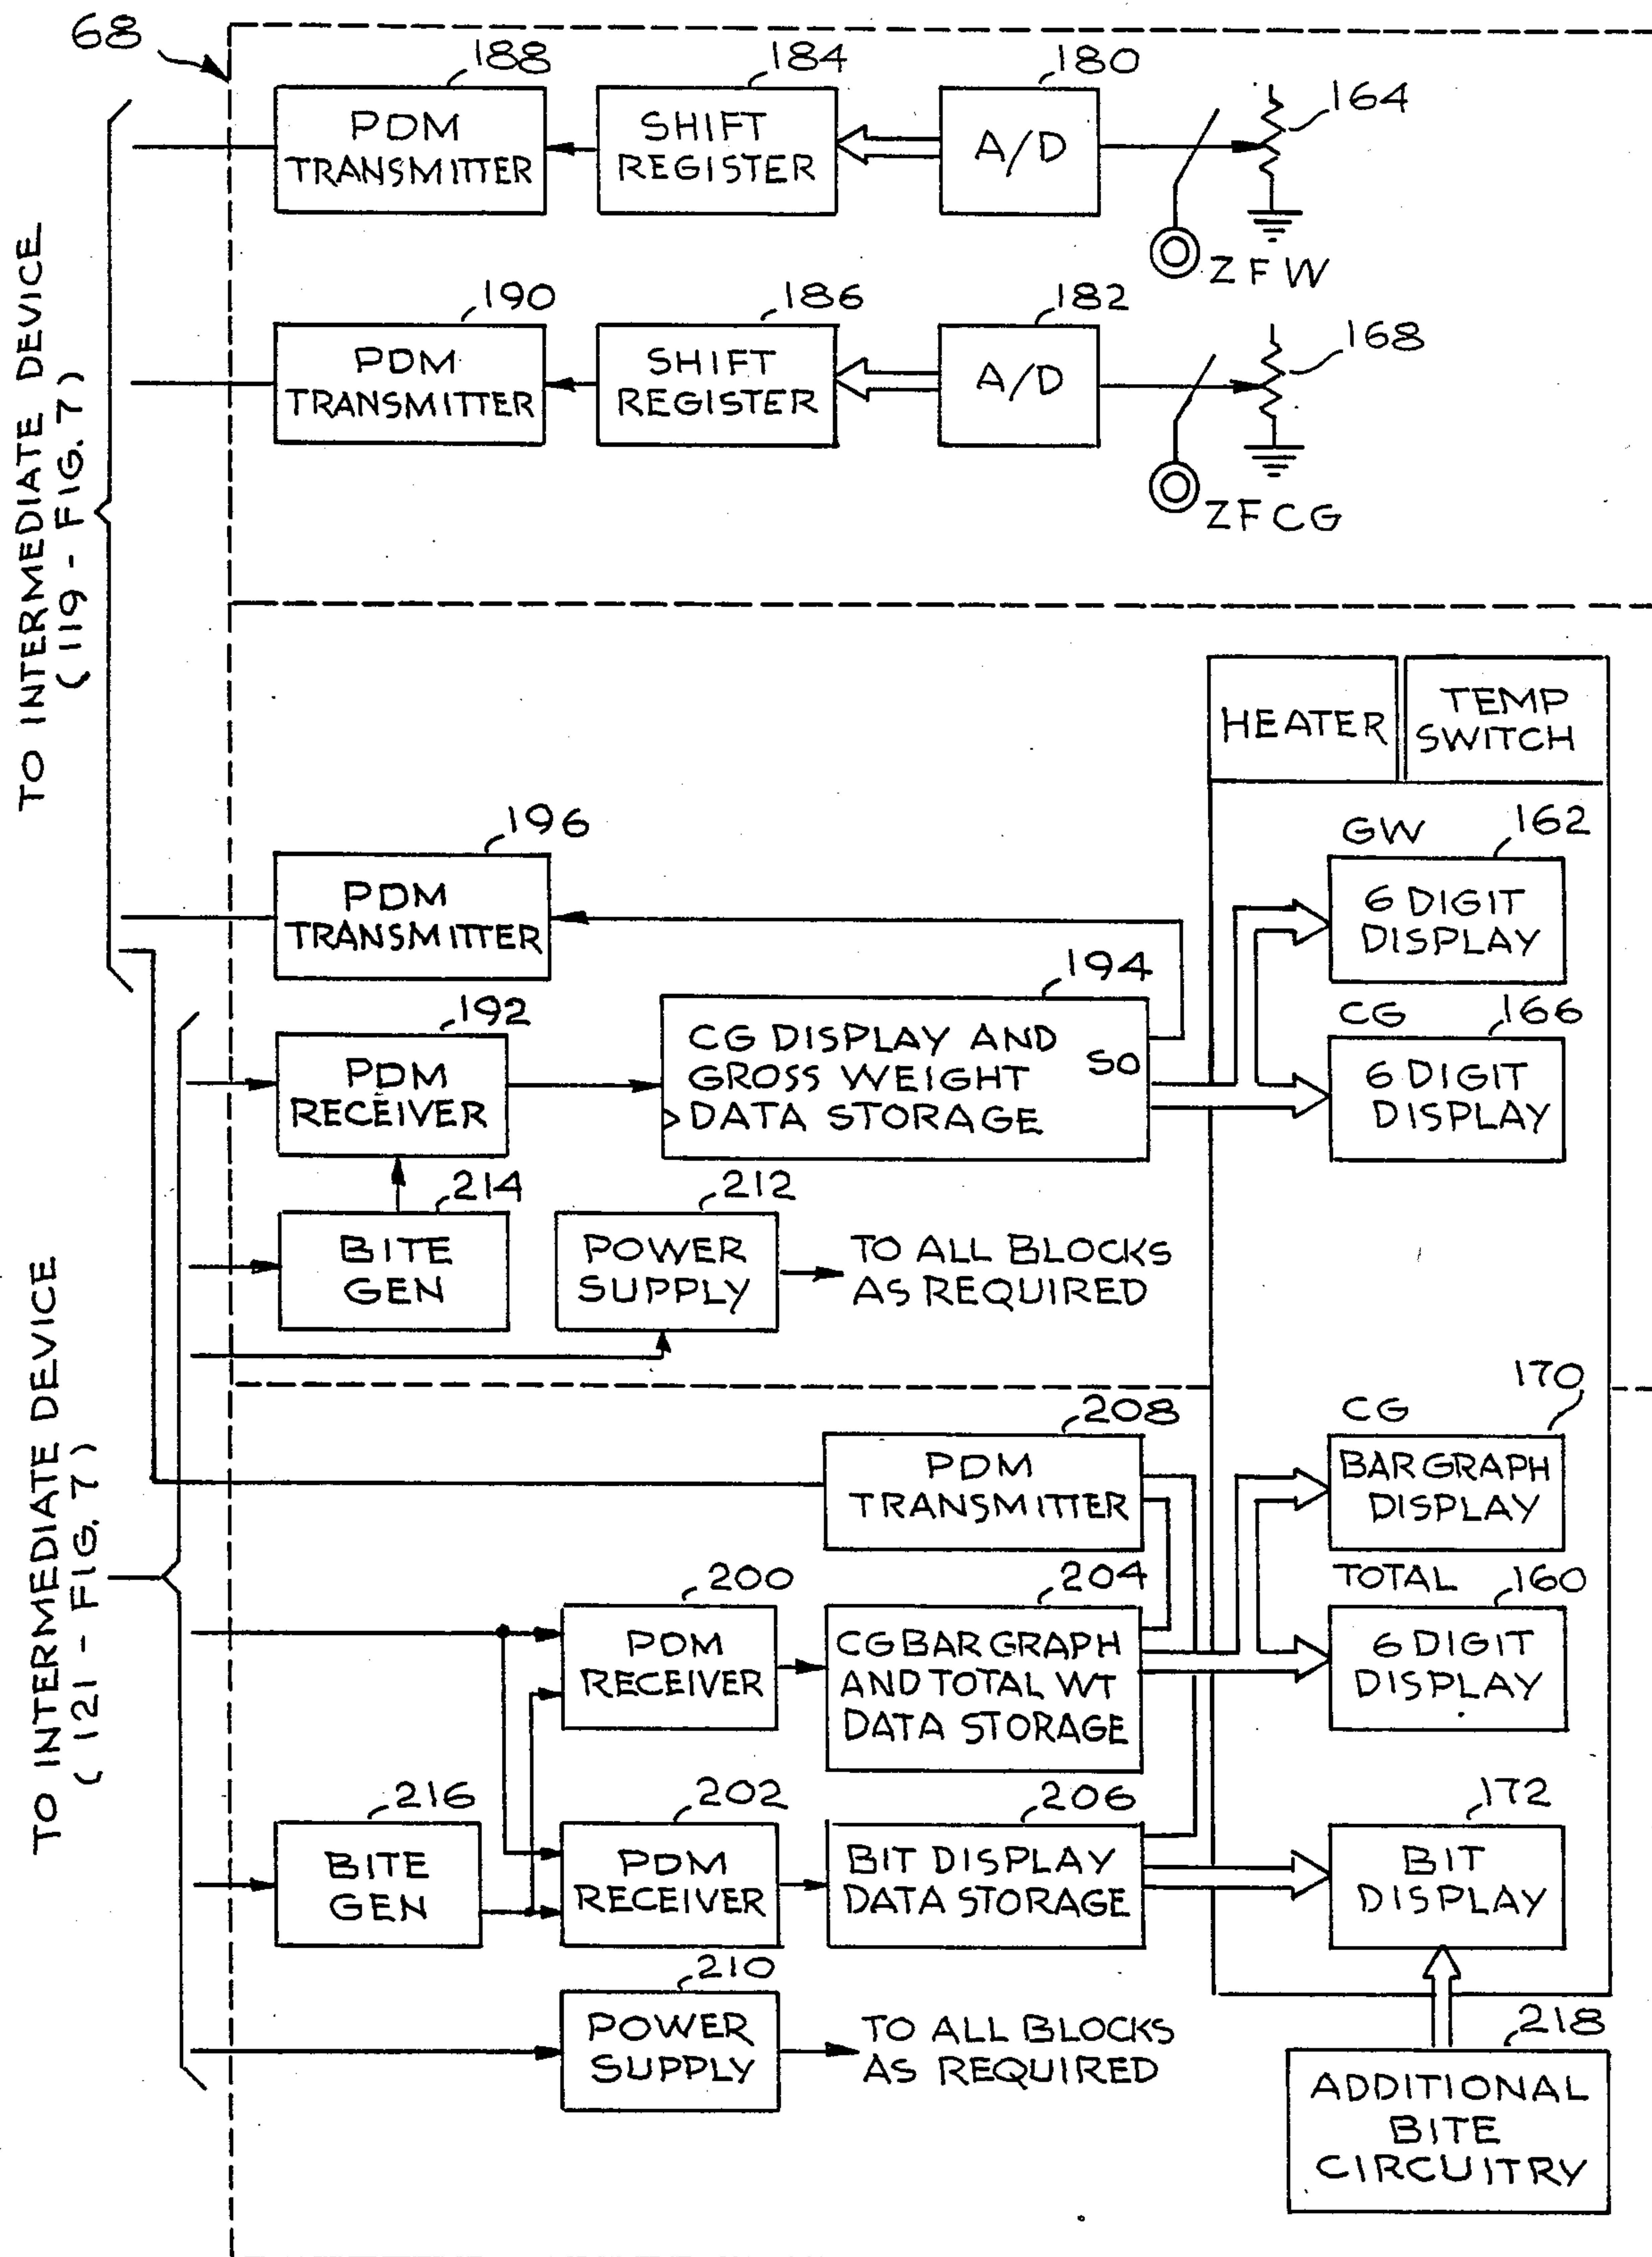 68
188
184
180
164
PDM
TRANSMITTER
SHIFT
REGISTER
A/D
ZFW
190
186
182
168
PDM
TRANSMITTER
SHIFT
REGISTER
A/D
ZFCG
TO INTERMEDIATE DEVICE
(119 - FIG. 7)
HEATER
TEMP
SWITCH
196
PDM
TRANSMITTER
GW
162
6 DIGIT
DISPLAY
194
CG DISPLAY AND
GROSS WEIGHT
DATA STORAGE
SO
CG
166
6 DIGIT
DISPLAY
192
PDM
RECEIVER
214
BITE
GEN
212
POWER
SUPPLY
TO ALL BLOCKS
AS REQUIRED
TO INTERMEDIATE DEVICE
(121 - FIG. 7)
208
PDM
TRANSMITTER
CG
170
BAR GRAPH
DISPLAY
200
PDM
RECEIVER
204
CG BAR GRAPH
AND TOTAL WT
DATA STORAGE
TOTAL
160
6 DIGIT
DISPLAY
216
BITE
GEN
202
PDM
RECEIVER
206
BIT DISPLAY
DATA STORAGE
172
BIT
DISPLAY
210
POWER
SUPPLY
TO ALL BLOCKS
AS REQUIRED
218
ADDITIONAL
BITE
CIRCUITRY